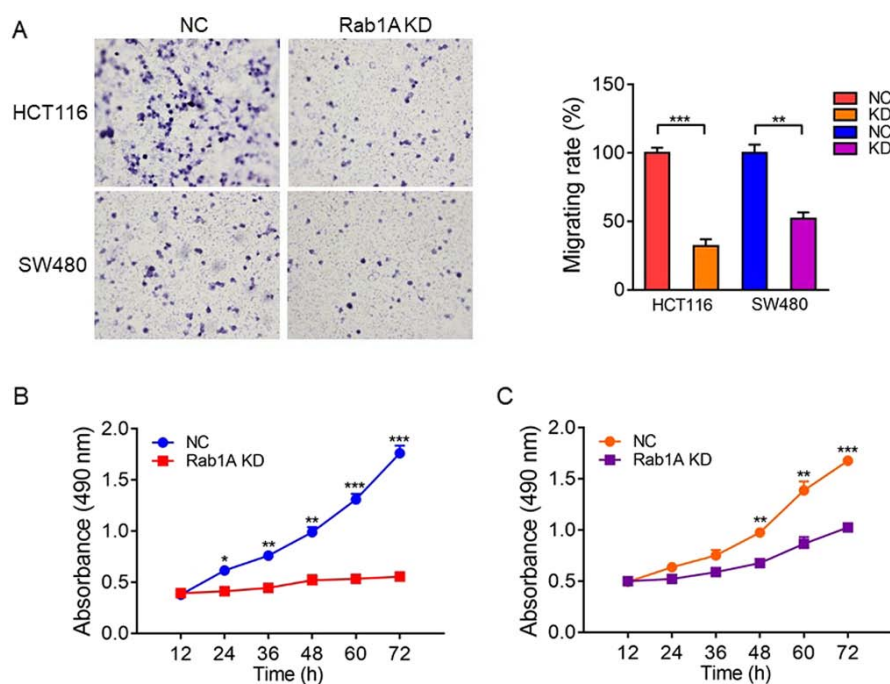 A
NC
Rab1A KD
HCT116
SW480
Migrating rate (%)
150
100
50
0
***
**
HCT116
SW480
NC
KD
NC
KD
B
Absorbance (490 nm)
2.0
1.5
1.0
0.5
0.0
NC
Rab1A KD
*
**
**
***
***
12 24 36 48 60 72
Time (h)
C
Absorbance (490 nm)
2.0
1.5
1.0
0.5
0.0
NC
Rab1A KD
**
**
***
12 24 36 48 60 72
Time (h)